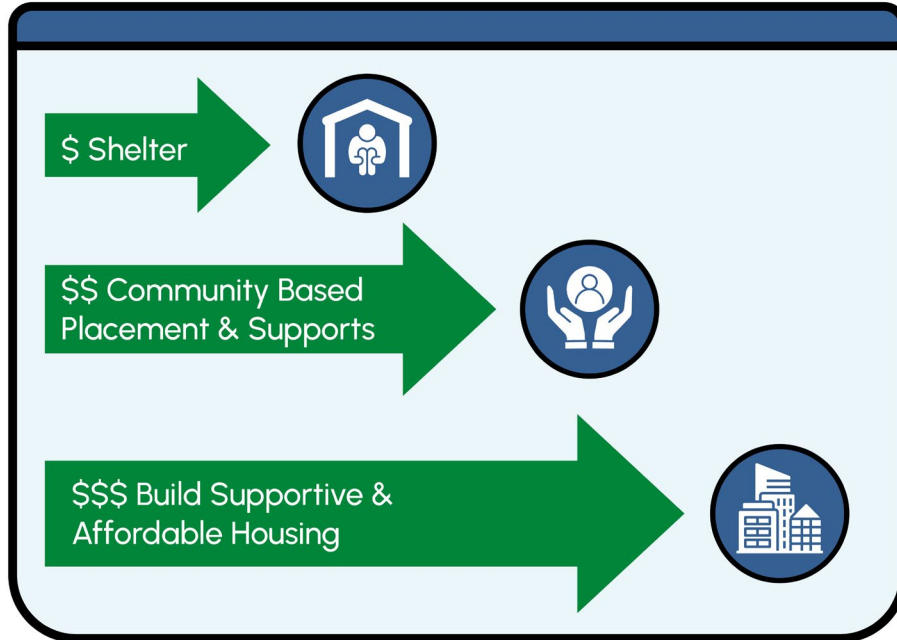 $ Shelter
$$ Community Based
Placement & Supports
$$$ Build Supportive &
Affordable Housing